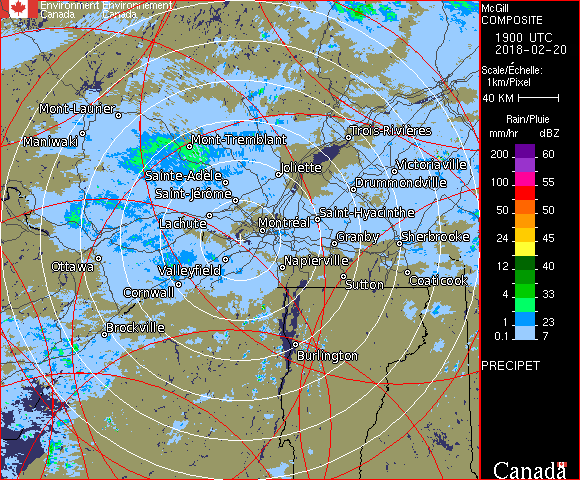 Environment Environnement
Canada Canada
McGill
COMPOSITE
1900 UTC
2018-02-20
Scale/Échelle:
1km/Pixel
40 KM
Rain/Pluie
mm/hr dBZ
200 60
100 55
50 50
24 45
12 40
4 33
1 23
0.1 7
PRECIPET
Mont-Laurier
Maniwaki
Mont-Tremblant
Trois-Rivières
Sainte-Adèle
Joliette
Victoriaville
Saint-Jérôme
Drummondville
Lachute
Montréal
Saint-Hyacinthe
Granby
Sherbrooke
Ottawa
Valleyfield
Napierville
Cornwall
Sutton
Coaticook
Brockville
Burlington
Canada